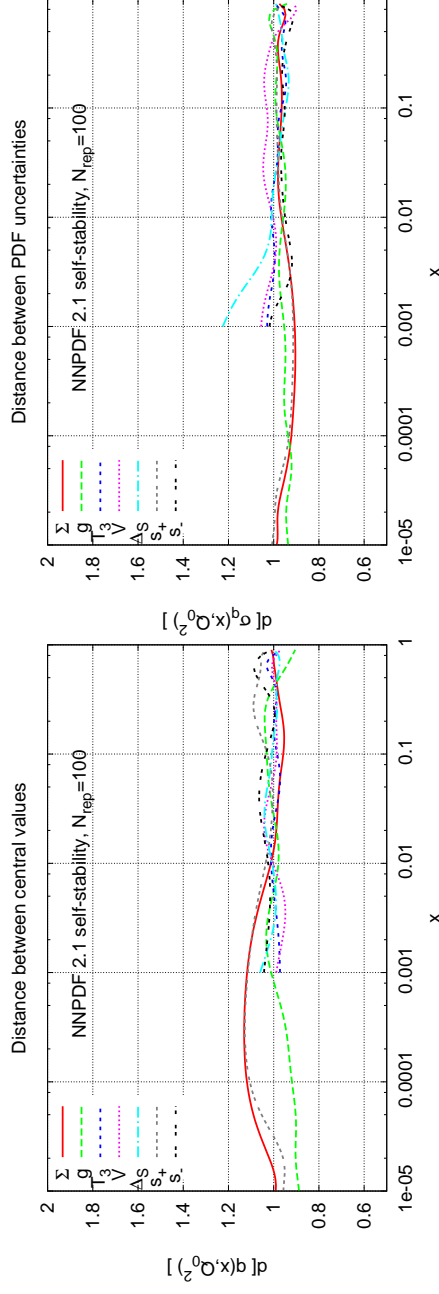 Distance between central values
NNPDF 2.1 self-stability, N_rep=100
Σ
g
T_3
V
Δ_S
s_+
s_-
d[ q(x,Q_0^2) ]
2
1.8
1.6
1.4
1.2
1
0.8
0.6
1e-05
0.0001
0.001
0.01
0.1
1
x
Distance between PDF uncertainties
NNPDF 2.1 self-stability, N_rep=100
Σ
g
T_3
V
Δ_S
s_+
s_-
d[ σ_q(x,Q_0^2) ]
2
1.8
1.6
1.4
1.2
1
0.8
0.6
1e-05
0.0001
0.001
0.01
0.1
x